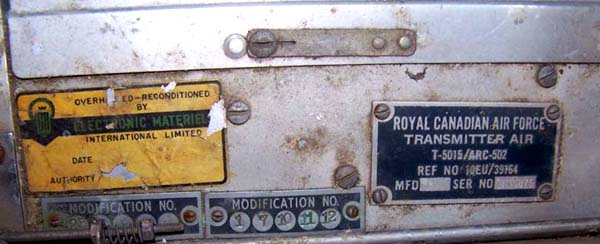 OVERHAULED-RECONDITIONED
BY
ELECTRONIC MATERIEL
INTERNATIONAL LIMITED
DATE
AUTHORITY
MODIFICATION NO.
MODIFICATION NO.
1 7 10 11 12
ROYAL CANADIAN AIR FORCE
TRANSMITTER AIR
T-5015/ARC-502
REF NO 10EU/39164
MFD SER NO